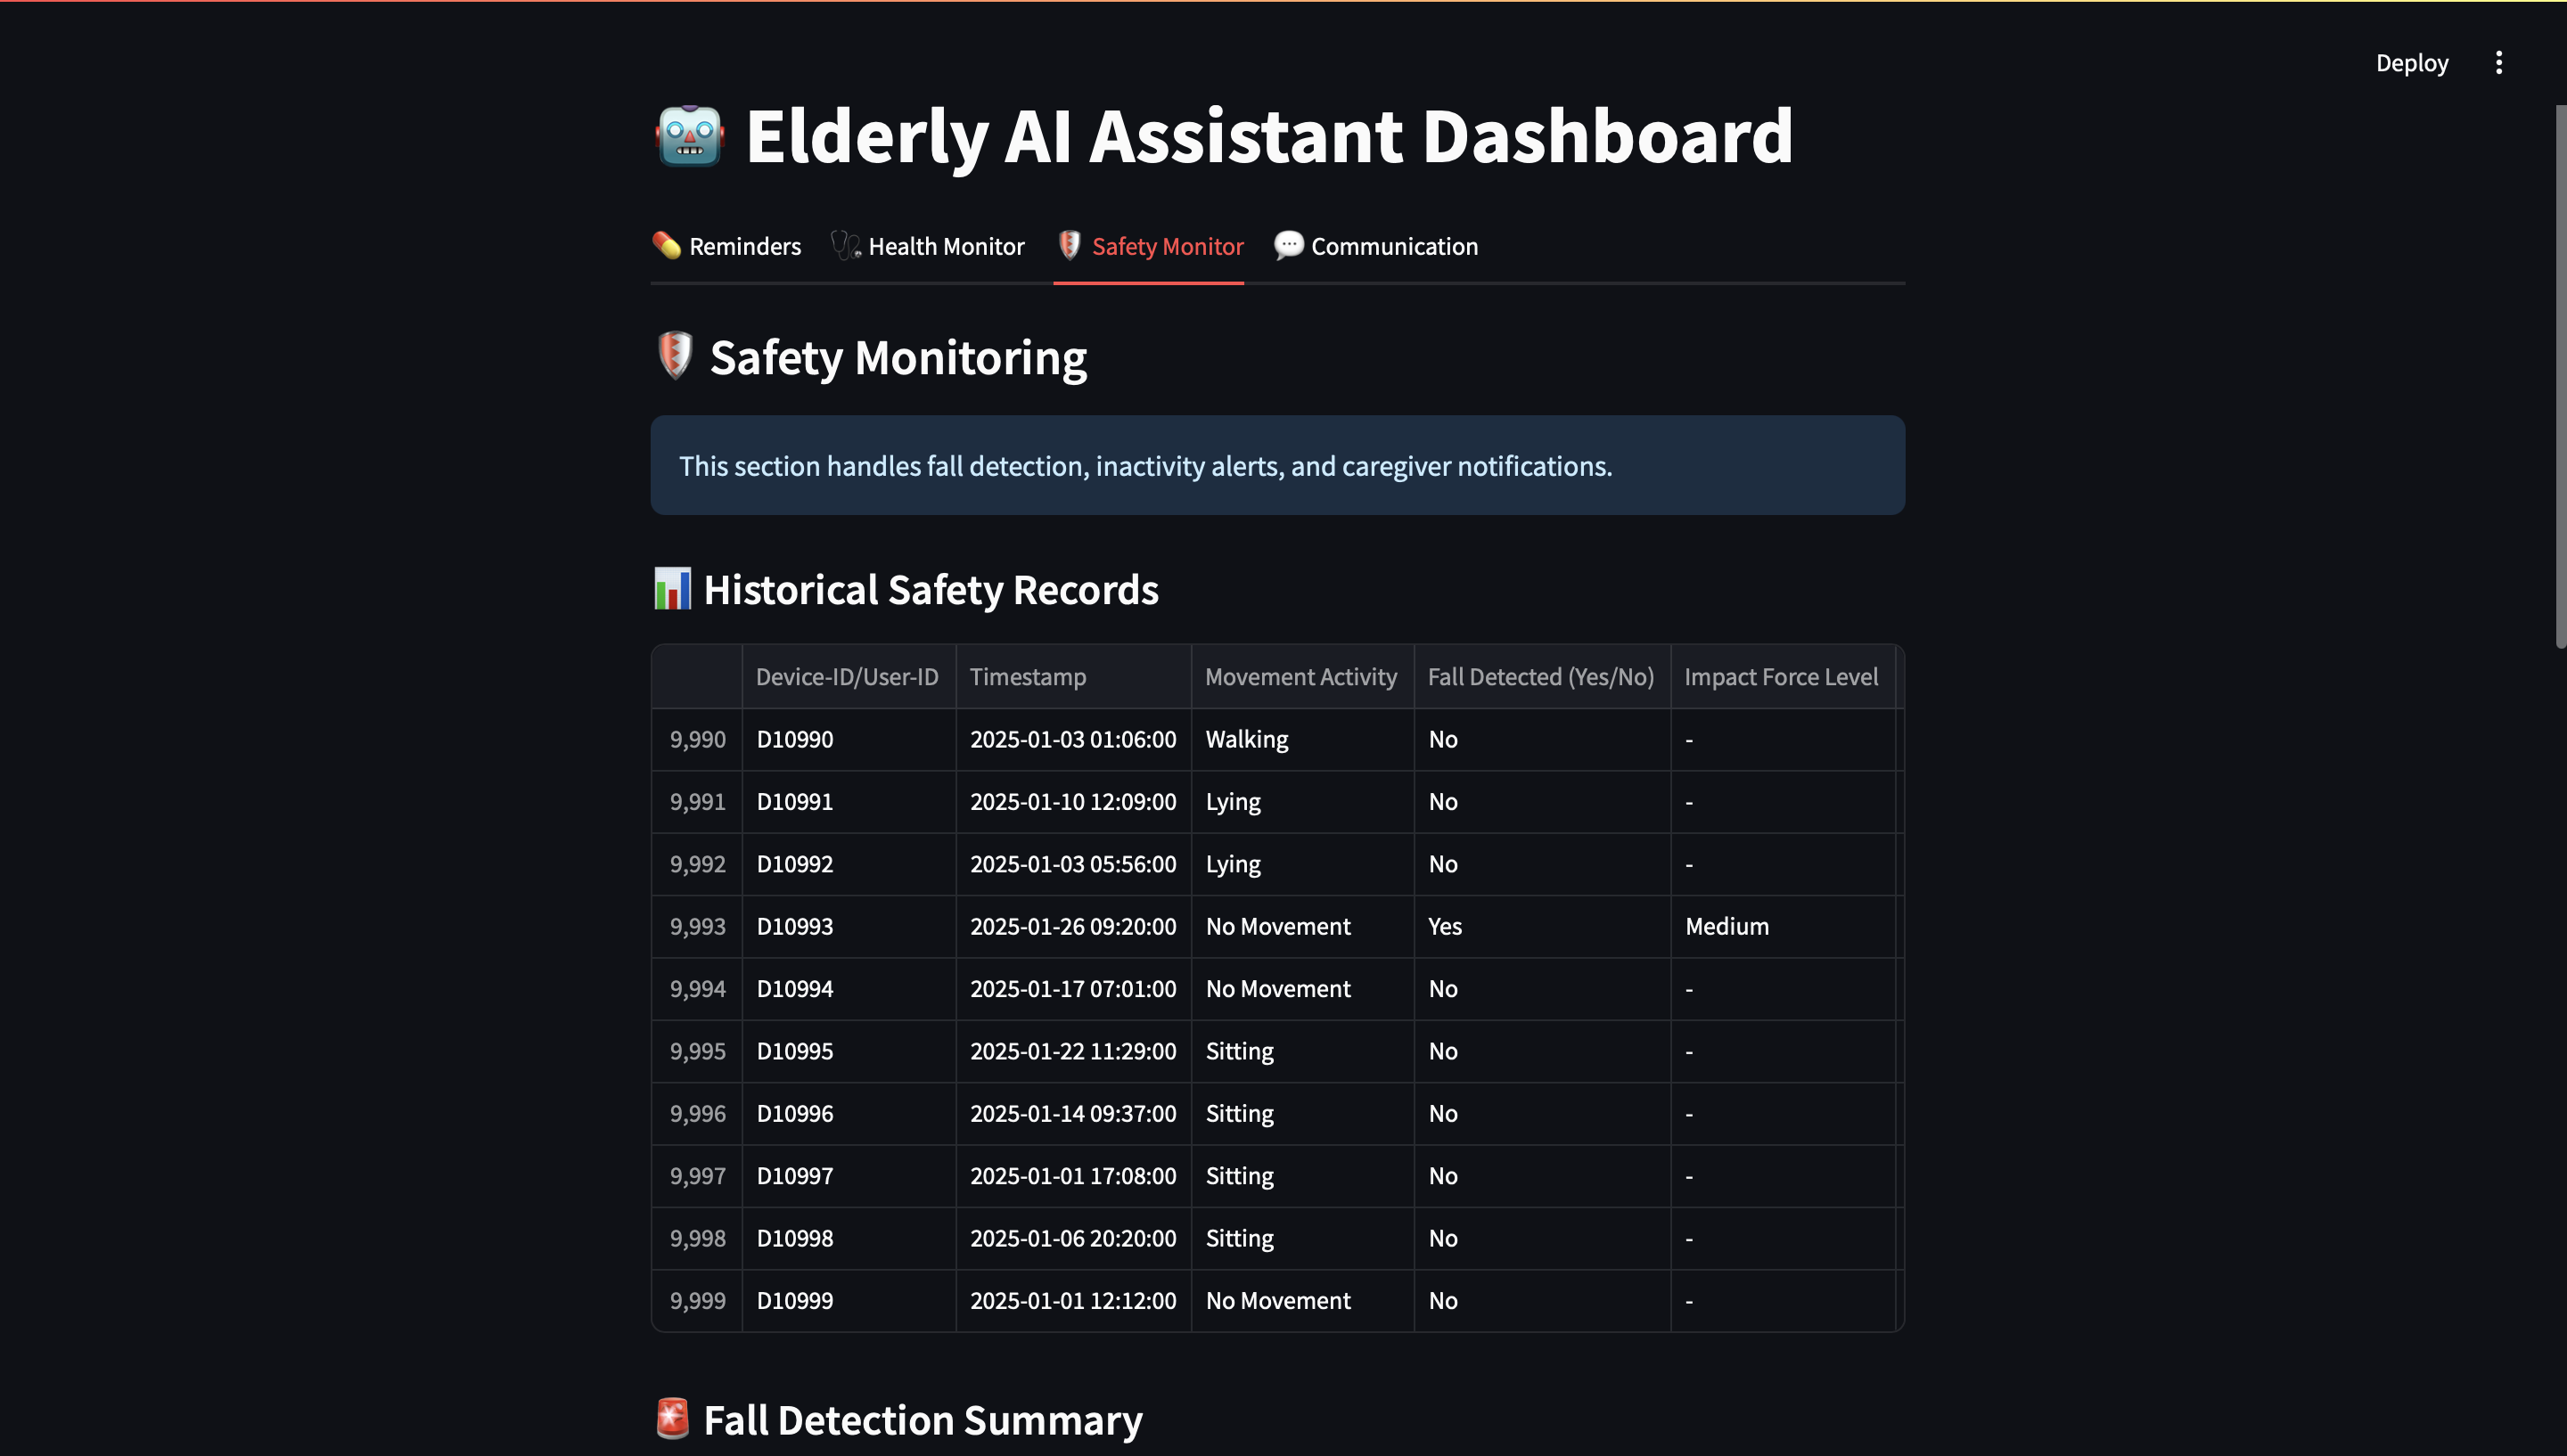 Deploy
Elderly AI Assistant Dashboard
Reminders Health Monitor Safety Monitor Communication
Safety Monitoring
This section handles fall detection, inactivity alerts, and caregiver notifications.
Historical Safety Records
Device-ID/User-ID Timestamp Movement Activity Fall Detected (Yes/No) Impact Force Level
9,990 D10990 2025-01-03 01:06:00 Walking No -
9,991 D10991 2025-01-10 12:09:00 Lying No -
9,992 D10992 2025-01-03 05:56:00 Lying No -
9,993 D10993 2025-01-26 09:20:00 No Movement Yes Medium
9,994 D10994 2025-01-17 07:01:00 No Movement No -
9,995 D10995 2025-01-22 11:29:00 Sitting No -
9,996 D10996 2025-01-14 09:37:00 Sitting No -
9,997 D10997 2025-01-01 17:08:00 Sitting No -
9,998 D10998 2025-01-06 20:20:00 Sitting No -
9,999 D10999 2025-01-01 12:12:00 No Movement No -
Fall Detection Summary